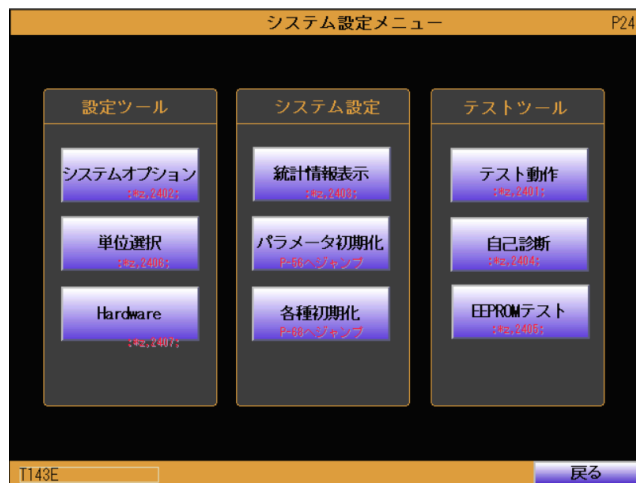 システム設定メニュー
P24
設定ツール
システムオプション
:*z,2402:
単位選択
:*z,2406:
Hardware
:*z,2407:
システム設定
統計情報表示
:*z,2403:
パラメータ初期化
P-66へジャンプ
各種初期化
P-68へジャンプ
テストツール
テスト動作
:*z,2401:
自己診断
:*z,2404:
EEPROMテスト
:*z,2405:
T143E
戻る